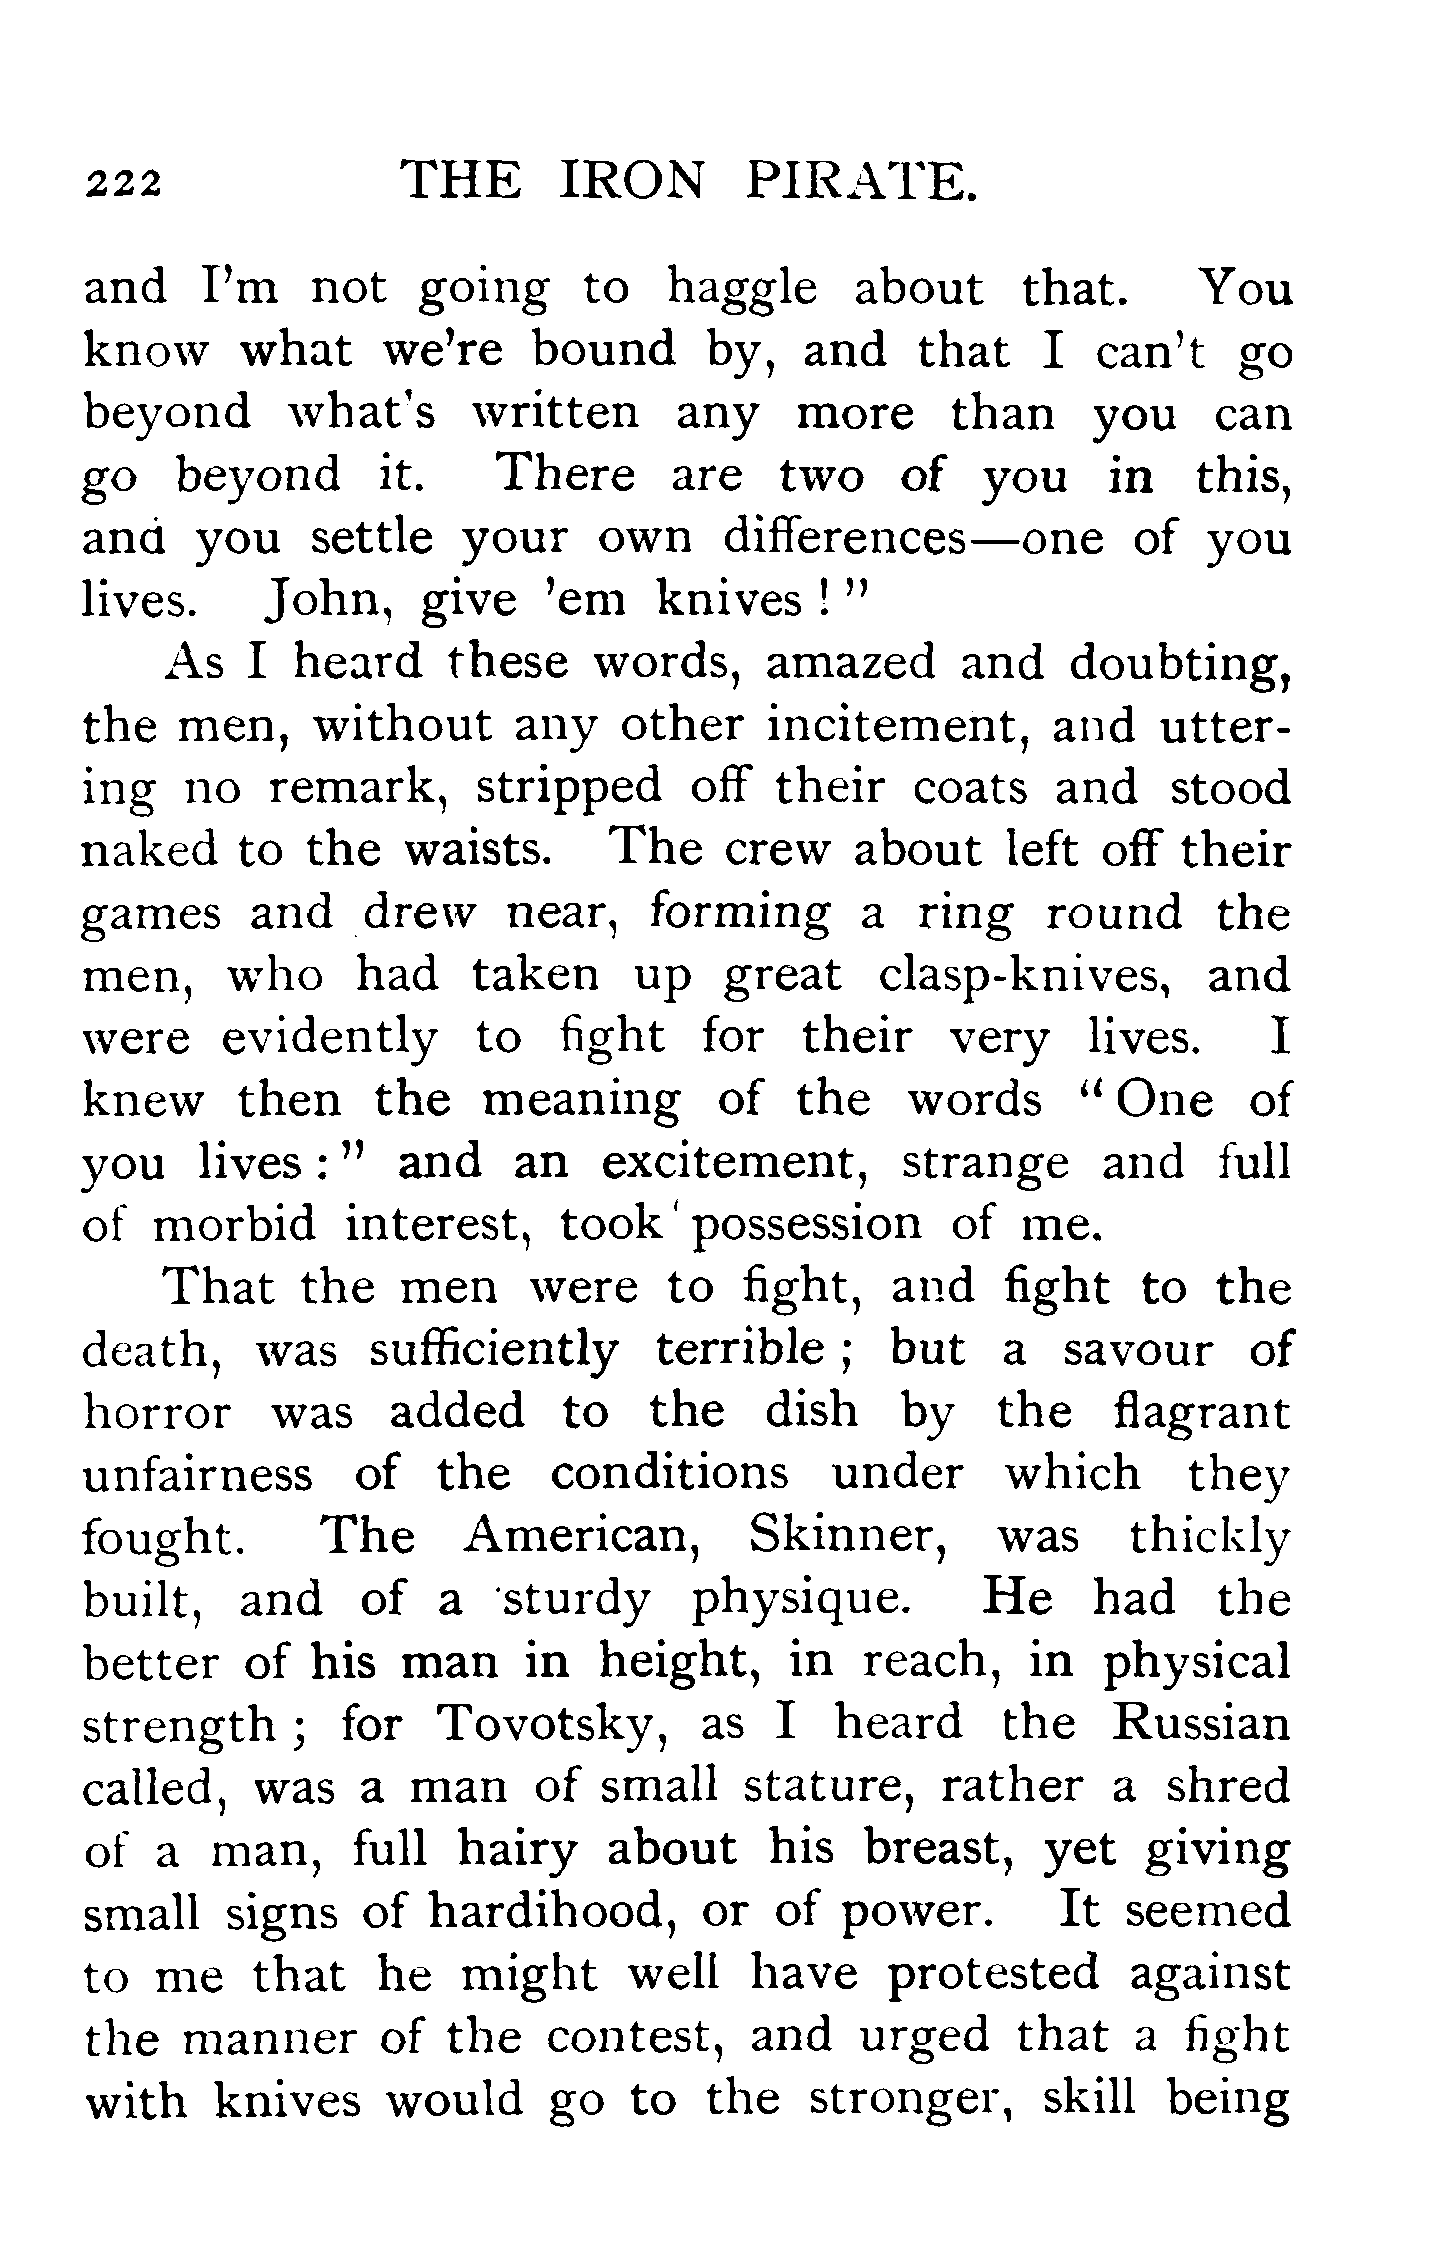 222 THE IRON PIRATE.
and I'm not going to haggle about that. You
know what we're bound by, and that I can't go
beyond what's written any more than you can
go beyond it. There are two of you in this,
and you settle your own differences—one of you
lives. John, give 'em knives ! "
As I heard these words, amazed and doubting,
the men, without any other incitement, and utter-
ing no remark, stripped off their coats and stood
naked to the waists. The crew about left off their
games and drew near, forming a ring round the
men, who had taken up great clasp-knives, and
were evidently to fight for their very lives. I
knew then the meaning of the words " One of
you lives : " and an excitement, strange and full
of morbid interest, took possession of me.
That the men were to fight, and fight to the
death, was sufficiently terrible ; but a savour of
horror was added to the dish by the flagrant
unfairness of the conditions under which they
fought. The American, Skinner, was thickly
built, and of a sturdy physique. He had the
better of his man in height, in reach, in physical
strength ; for Tovotsky, as I heard the Russian
called, was a man of small stature, rather a shred
of a man, full hairy about his breast, yet giving
small signs of hardihood, or of power. It seemed
to me that he might well have protested against
the manner of the contest, and urged that a fight
with knives would go to the stronger, skill being